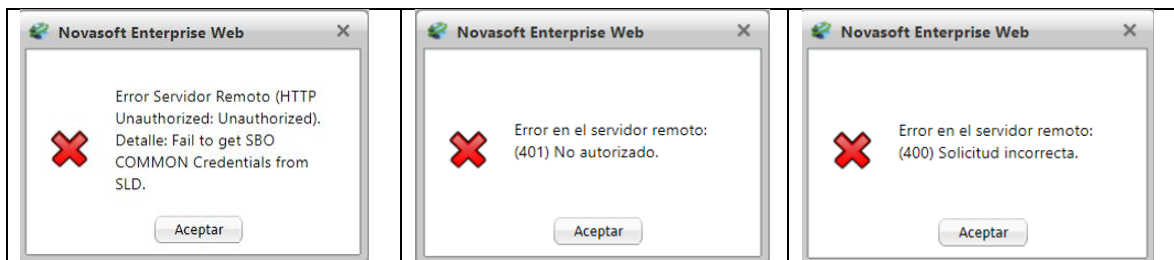 Novasoft Enterprise Web
Error Servidor Remoto (HTTP
Unauthorized: Unauthorized).
Detalle: Fail to get SBO
COMMON Credentials from
SLD.
Aceptar
Novasoft Enterprise Web
Error en el servidor remoto:
(401) No autorizado.
Aceptar
Novasoft Enterprise Web
Error en el servidor remoto:
(400) Solicitud incorrecta.
Aceptar